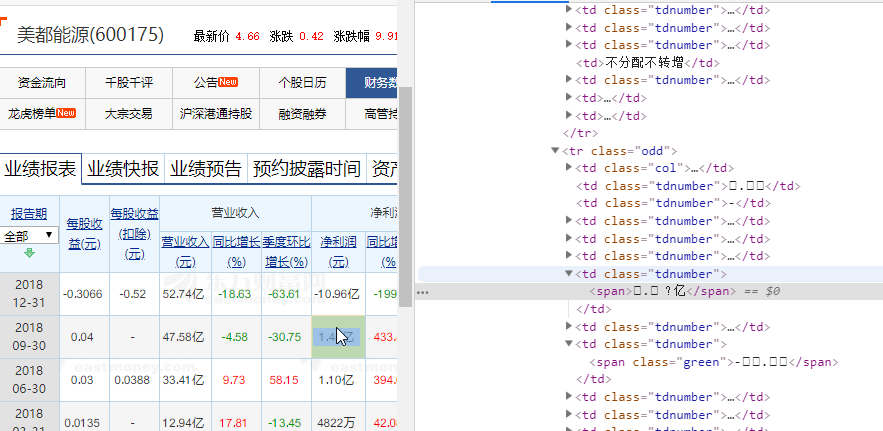 美都能源(600175) 最新价 4.66 涨跌 0.42 涨跌幅 9.91
资金流向 千股千评 公告New 个股日历 财务数
龙虎榜单New 大宗交易 沪深港通持股 融资融券 高管持
业绩报表 业绩快报 业绩预告 预约披露时间 资产
报告期 每股收益(元) 每股收益(扣除)(元) 营业收入 净利润
全部 营业收入(元) 同比增长(%) 季度环比增长(%) 净利润(元) 同比增(%)
2018 12-31 -0.3066 -0.52 52.74亿 -18.63 -63.61 -10.96亿 -199
2018 09-30 0.04 - 47.58亿 -4.58 -30.75 1.4 亿 433.
2018 06-30 0.03 0.0388 33.41亿 9.73 58.15 1.10亿 394.
2018 03-31 0.0135 - 12.94亿 17.81 -13.45 4822万 42.0
eastmoney.com
<td class="tdnumber">…</td>
<td class="tdnumber">…</td>
<td class="tdnumber">…</td>
<td>不分配不转增</td>
<td class="tdnumber">…</td>
<td>…</td>
<td>…</td>
</tr>
<tr class="odd">
<td class="col">…</td>
<td class="tdnumber">□.□□</td>
<td class="tdnumber">-</td>
<td class="tdnumber">…</td>
<td class="tdnumber">…</td>
<td class="tdnumber">…</td>
<td class="tdnumber">
<span>□.□ ?亿</span> == $0
</td>
<td class="tdnumber">…</td>
<td class="tdnumber">
<span class="green">-□□.□□</span>
</td>
<td class="tdnumber">…</td>
<td class="tdnumber">…</td>